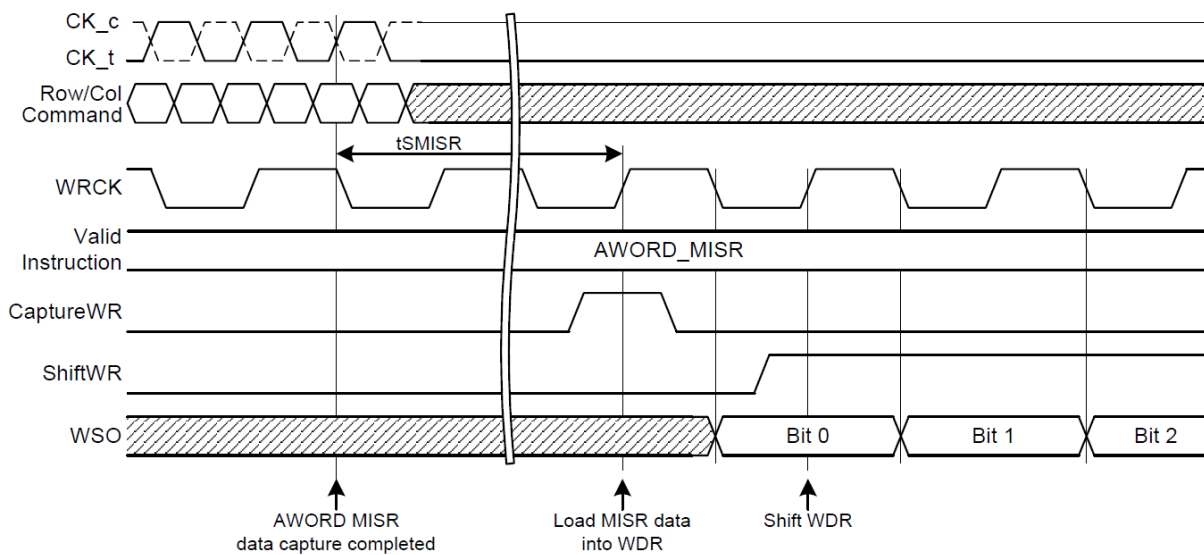 CK_c
CK_t
Row/Col
Command
tSMISR
WRCK
Valid
Instruction
AWORD_MISR
CaptureWR
ShiftWR
WSO
Bit 0
Bit 1
Bit 2
AWORD MISR
data capture completed
Load MISR data
into WDR
Shift WDR